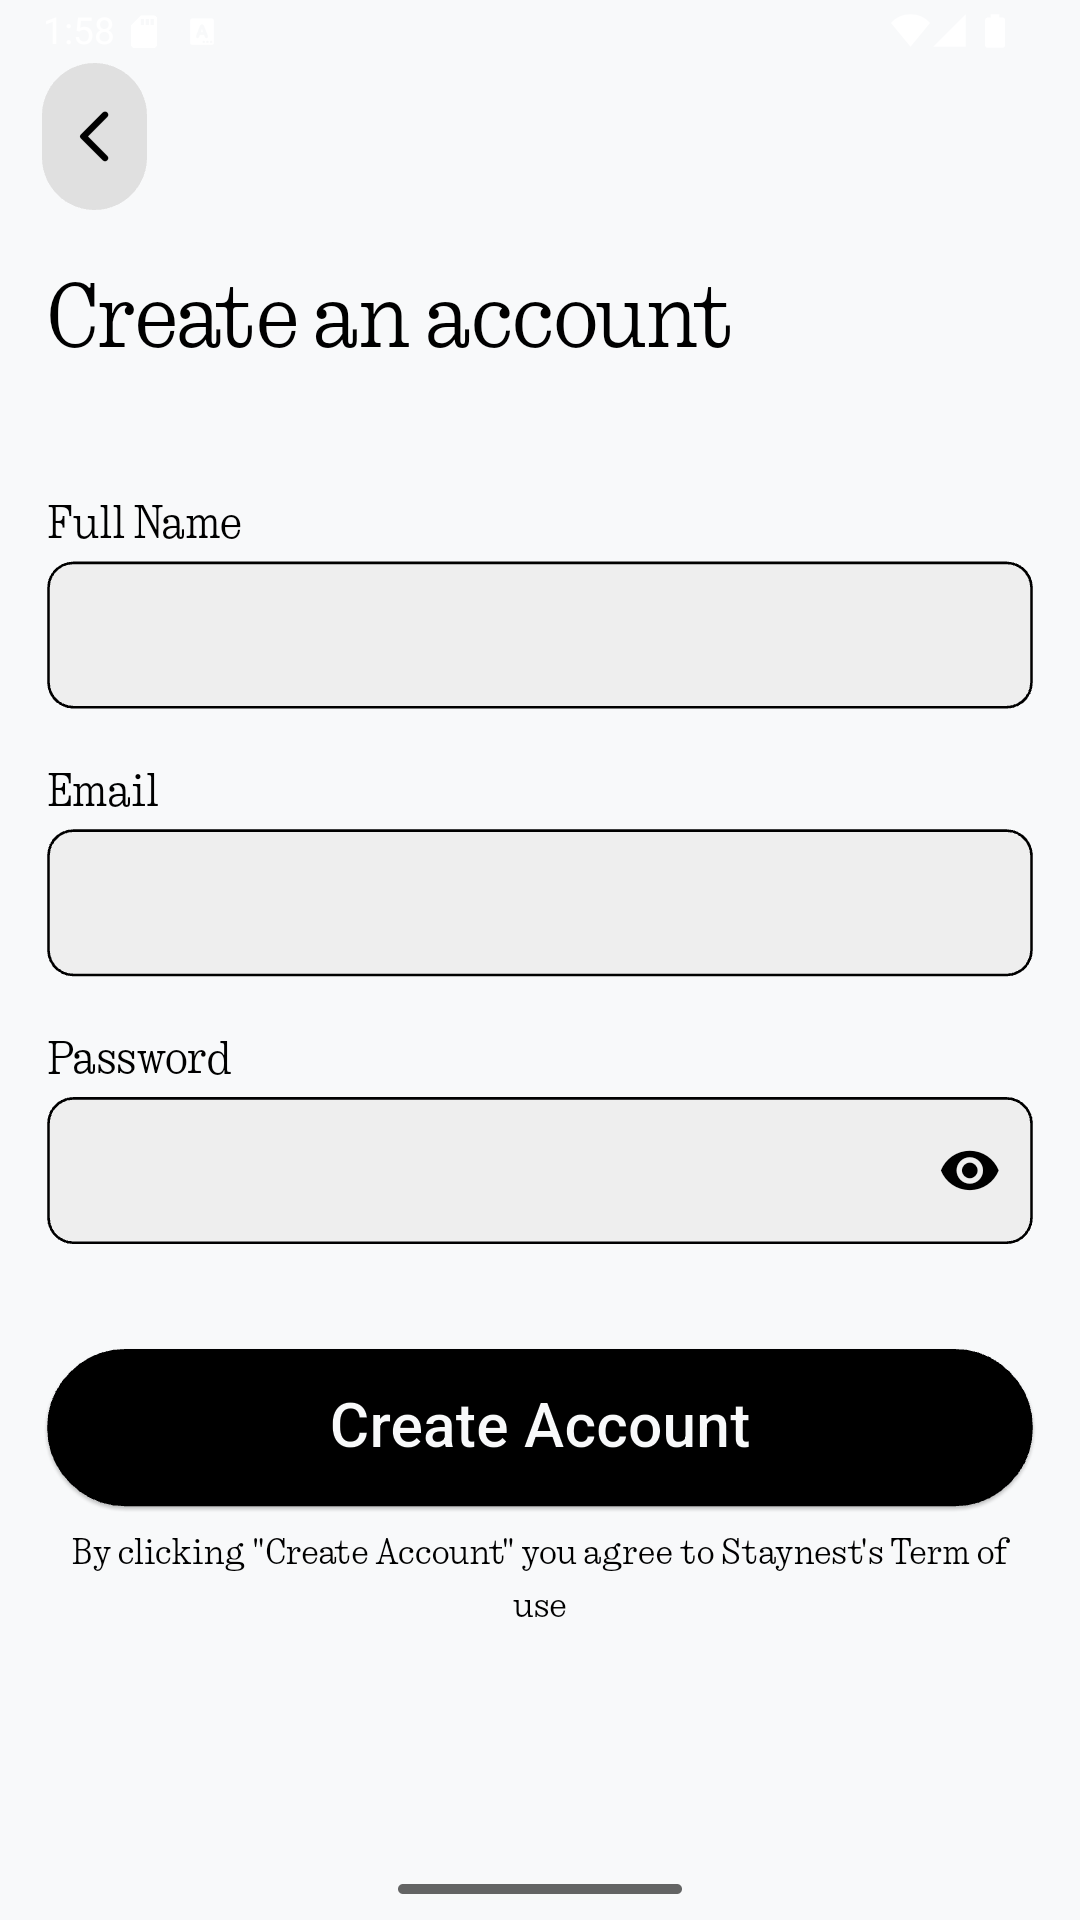 1:58
Create an account
Full Name
Email
Password
Create Account
By clicking "Create Account" you agree to Staynest's Term of
use